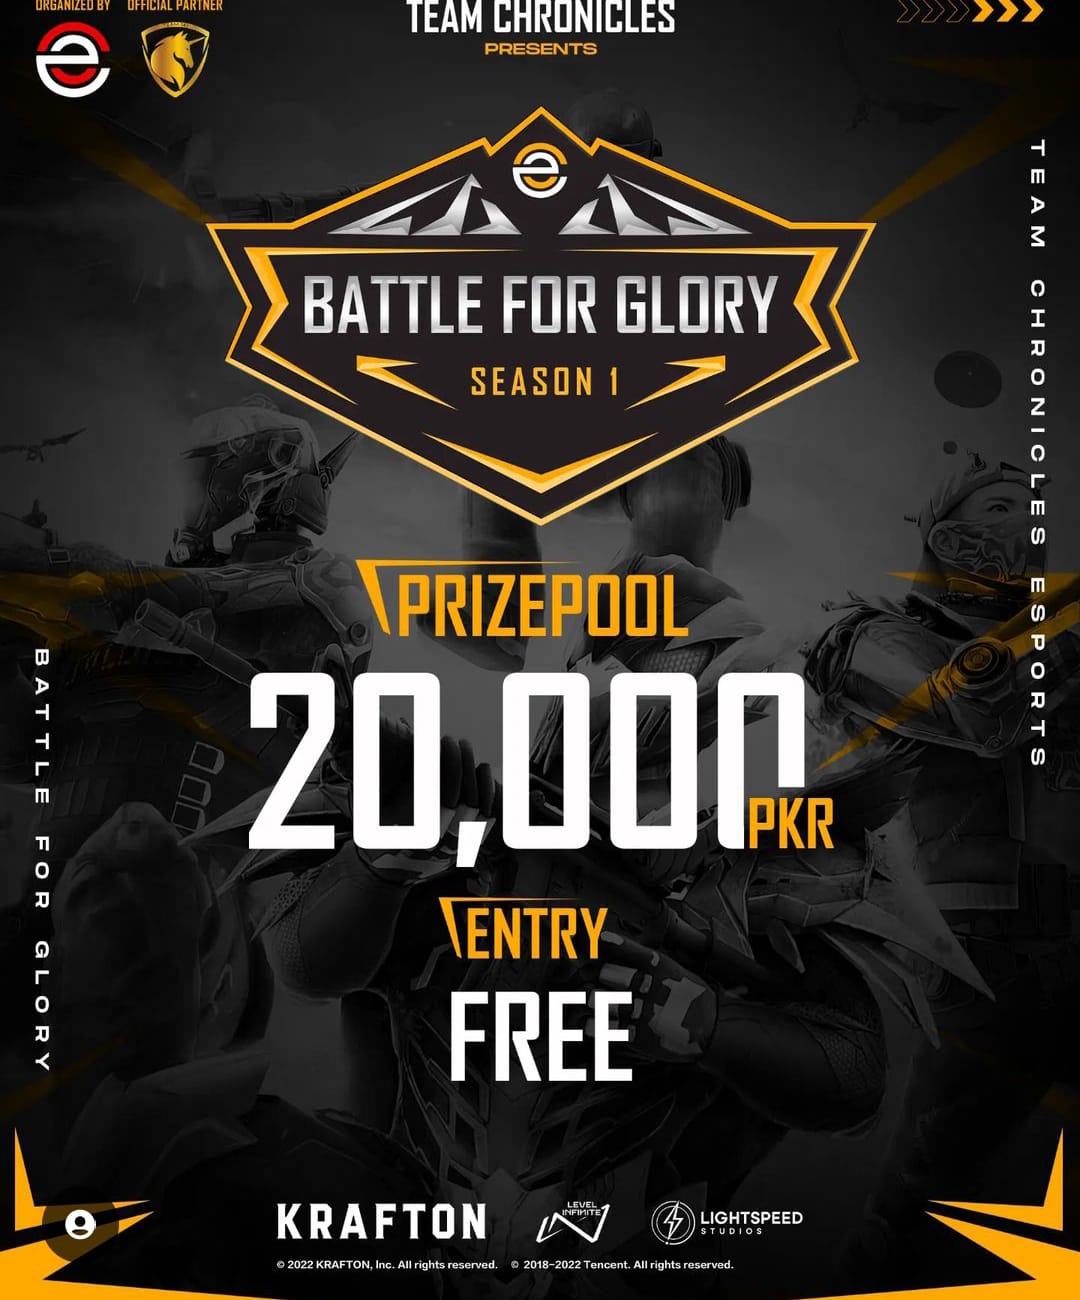 ORGANIZED BY
OFFICIAL PARTNER
TEAM CHRONICLES
PRESENTS
BATTLE FOR GLORY
SEASON 1
TEAM CHRONICLES ESPORTS
PRIZEPOOL
20,000
PKR
BATTLE FOR GLORY
ENTRY
FREE
KRAFTON
LEVEL
INFINITE
LIGHTSPEED
STUDIOS
© 2022 KRAFTON, Inc. All rights reserved. © 2018-2022 Tencent. All rights reserved.